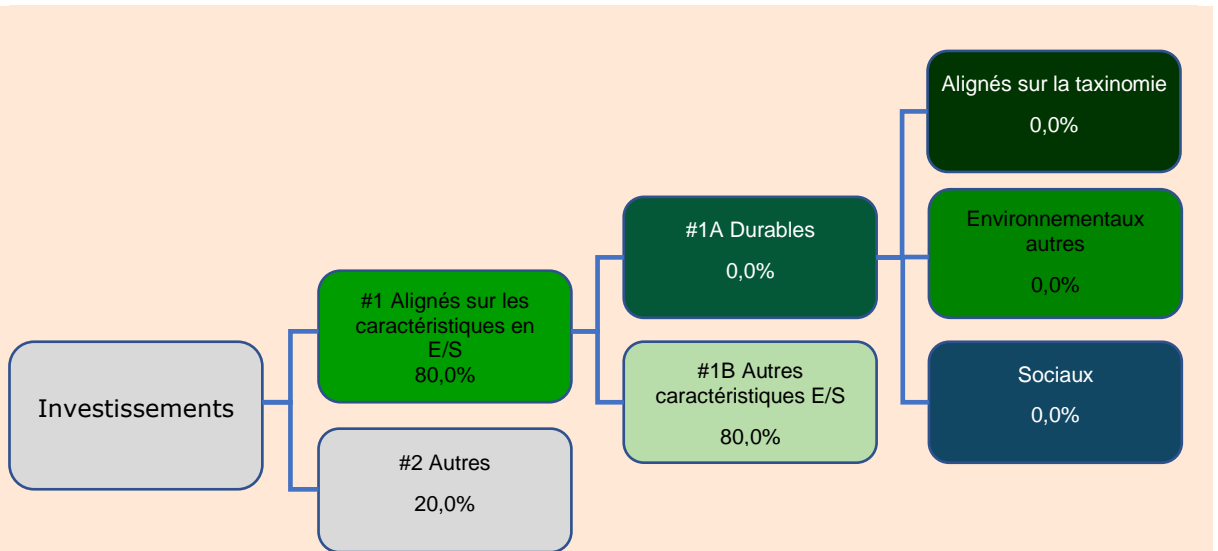 Investissements
#1 Alignés sur les
caractéristiques en
E/S
80,0%
#2 Autres
20,0%
#1A Durables
0,0%
#1B Autres
caractéristiques E/S
80,0%
Alignés sur la taxinomie
0,0%
Environnementaux
autres
0,0%
Sociaux
0,0%